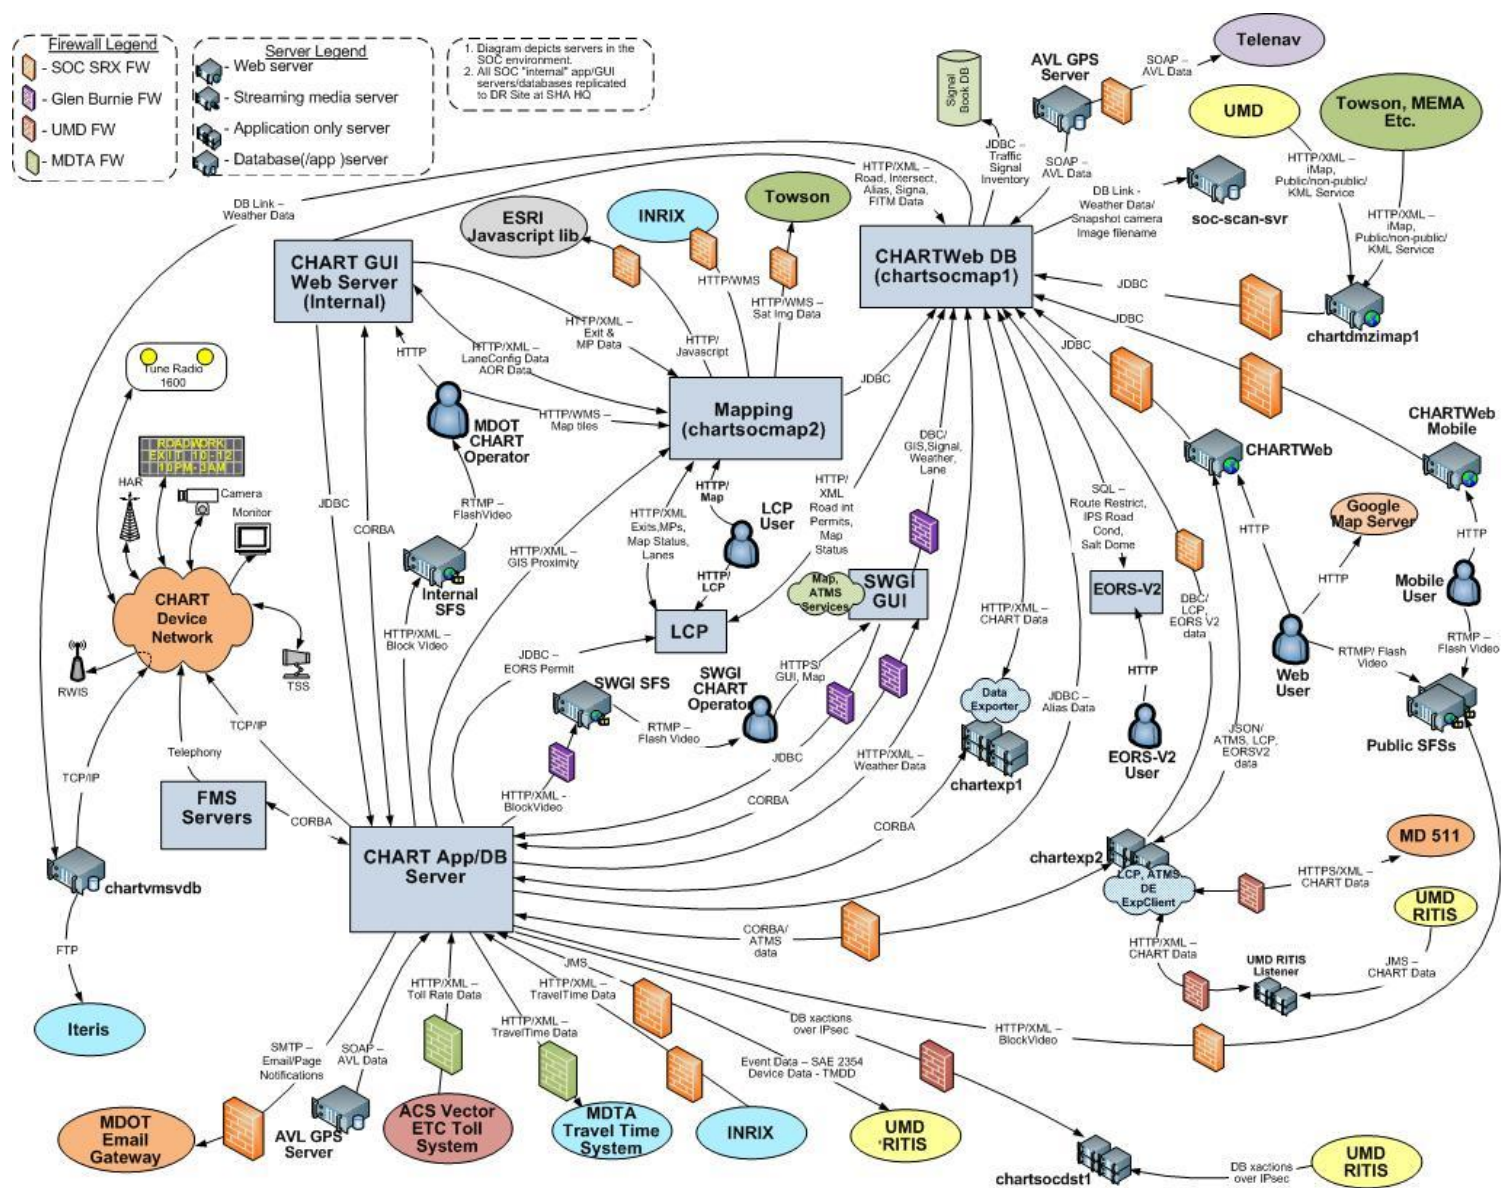 Firewall Legend
- SOC SRX FW
- Glen Burnie FW
- UMD FW
- MDTA FW
Server Legend
- Web server
- Streaming media server
- Application only server
- Database(/app )server
1. Diagram depicts servers in the
SOC environment.
2. All SOC "internal" app/GUI
servers/databases replicated
to DR Site at SHA HQ
Signal
Book DB
AVL GPS
Server
SOAP –
AVL Data
Telenav
UMD
Towson, MEMA
Etc.
JDBC –
Traffic
Signal
Inventory
SOAP –
AVL Data
HTTP/XML –
Road, Intersect,
Alias, Signa,
FITM Data
DB Link –
Weather Data
DB Link -
Weather Data/
Snapshot camera
Image filename
soc-scan-svr
HTTP/XML –
iMap,
Public/non-public/
KML Service
HTTP/XML –
iMap,
Public/non-public/
KML Service
ESRI
Javascript lib
INRIX
Towson
CHART GUI
Web Server
(Internal)
CHARTWeb DB
(chartsocmap1)
JDBC
chartdmzimap1
HTTP/WMS
HTTP/WMS –
Sat Img Data
HTTP/XML –
Exit &
MP Data
HTTP/
Javascript
HTTP
HTTP/XML –
LaneConfig Data
AOR Data
JDBC
JDBC
JDBC
Tune Radio
1600
MDOT
CHART
Operator
HTTP/WMS –
Map tiles
Mapping
(chartsocmap2)
CHARTWeb
Mobile
CHARTWeb
ROADWORK
EXIT 10-12
10PM-3AM
HAR
Camera
Monitor
JDBC
CORBA
RTMP –
FlashVideo
HTTP/
Map
LCP
User
HTTP/XML
Exits,MPs,
Map Status,
Lanes
HTTP/
LCP
HTTP/
XML
Road int
Permits,
Map
Status
DBC/
GIS,Signal,
Weather,
Lane
SQL –
Route Restrict,
IPS Road
Cond,
Salt Dome
HTTP
Google
Map Server
HTTP
HTTP
Mobile
User
HTTP/XML –
GIS Proximity
Internal
SFS
HTTP/XML –
Block Video
CHART
Device
Network
RWIS
TSS
LCP
Map,
ATMS
Services
SWGI
GUI
EORS-V2
HTTP/XML –
CHART Data
DBC/
LCP,
EORS V2
data
RTMP/ Flash
Video
RTMP –
Flash Video
Web
User
JDBC –
EORS Permit
SWGI SFS
SWGI
CHART
Operator
HTTPS/
GUI, Map
RTMP –
Flash Video
Data
Exporter
chartexp1
JDBC –
Alias Data
HTTP
EORS-V2
User
JSON/
ATMS, LCP,
EORSV2
data
Public SFSs
TCP/IP
Telephony
TCP/IP
JDBC
HTTP/XML –
Weather Data
FMS
Servers
CORBA
HTTP/XML -
BlockVideo
CORBA
CORBA
CHART App/DB
Server
chartvmsvdb
chartexp2
LCP, ATMS
DE
ExpClient
MD 511
HTTPS/XML –
CHART Data
UMD
RITIS
FTP
CORBA/
ATMS
data
HTTP/XML –
CHART Data
UMD RITIS
Listener
JMS –
CHART Data
JMS
HTTP/XML –
Toll Rate Data
HTTP/XML –
TravelTime Data
HTTP/XML –
TravelTime Data
DB xactions
over IPsec
HTTP/XML –
BlockVideo
Iteris
SMTP –
Email/Page
Notifications
SOAP –
AVL Data
Event Data – SAE 2354
Device Data - TMDD
MDOT
Email
Gateway
AVL GPS
Server
ACS Vector
ETC Toll
System
MDTA
Travel Time
System
INRIX
UMD
RITIS
chartsocdst1
DB xactions
over IPsec
UMD
RITIS